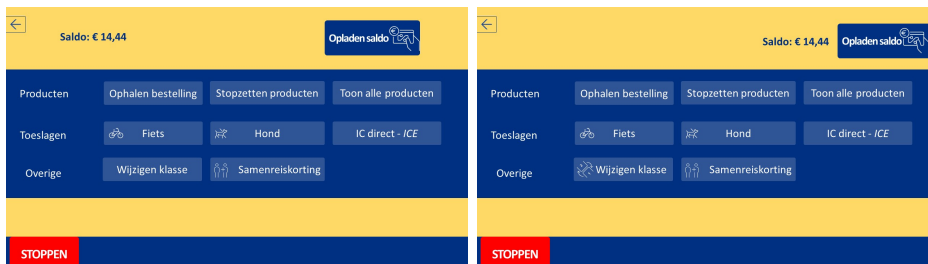 Saldo: € 14,44
Opladen saldo
Producten
Ophalen bestelling
Stopzetten producten
Toon alle producten
Toeslagen
Fiets
Hond
IC direct - ICE
Overige
Wijzigen klasse
Samenreiskorting
STOPPEN
Saldo: € 14,44
Opladen saldo
Producten
Ophalen bestelling
Stopzetten producten
Toon alle producten
Toeslagen
Fiets
Hond
IC direct - ICE
Overige
Wijzigen klasse
Samenreiskorting
STOPPEN